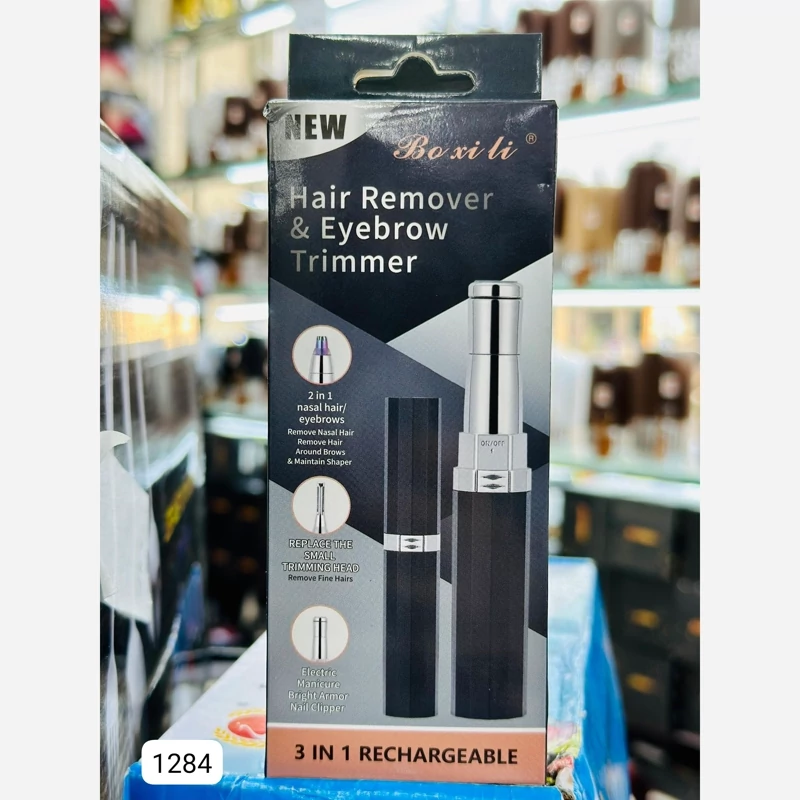 NEW
Bo xi li ®
Hair Remover
& Eyebrow
Trimmer
2 in 1
nasal hair/
eyebrows
Remove Nasal Hair
Remove Hair
Around Brows
& Maintain Shaper
ON/OFF
REPLACE THE
SMALL
TRIMMING HEAD
Remove Fine Hairs
Electric
Manicure
Bright Armor
Nail Clipper
3 IN 1 RECHARGEABLE
1284